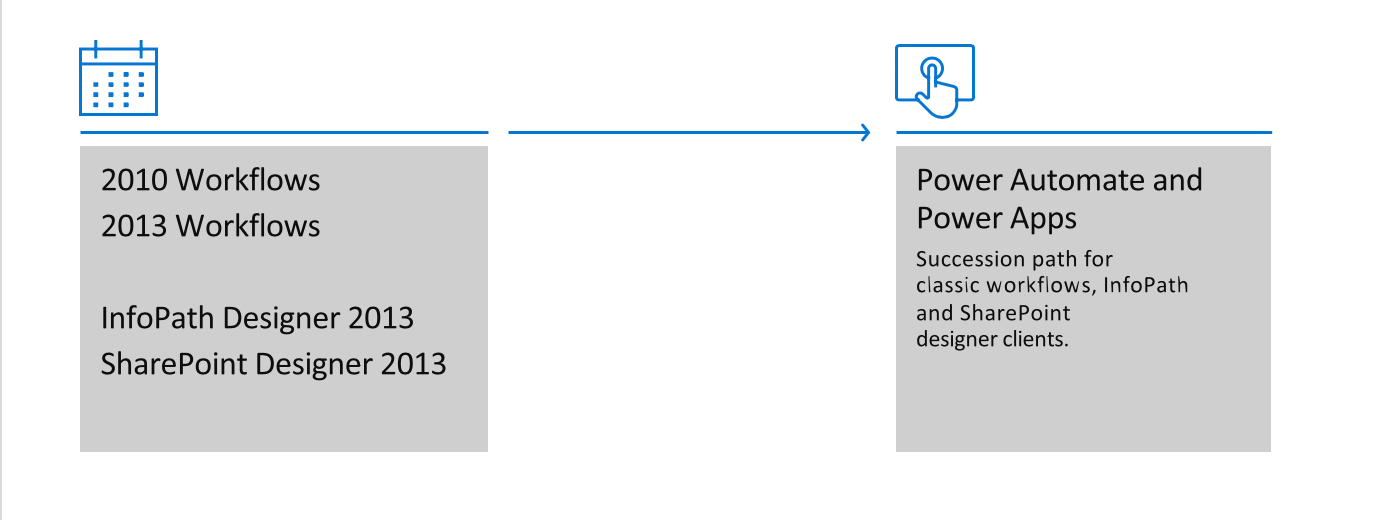 2010 Workflows
2013 Workflows
InfoPath Designer 2013
SharePoint Designer 2013
Power Automate and
Power Apps
Succession path for
classic workflows, InfoPath
and SharePoint
designer clients.